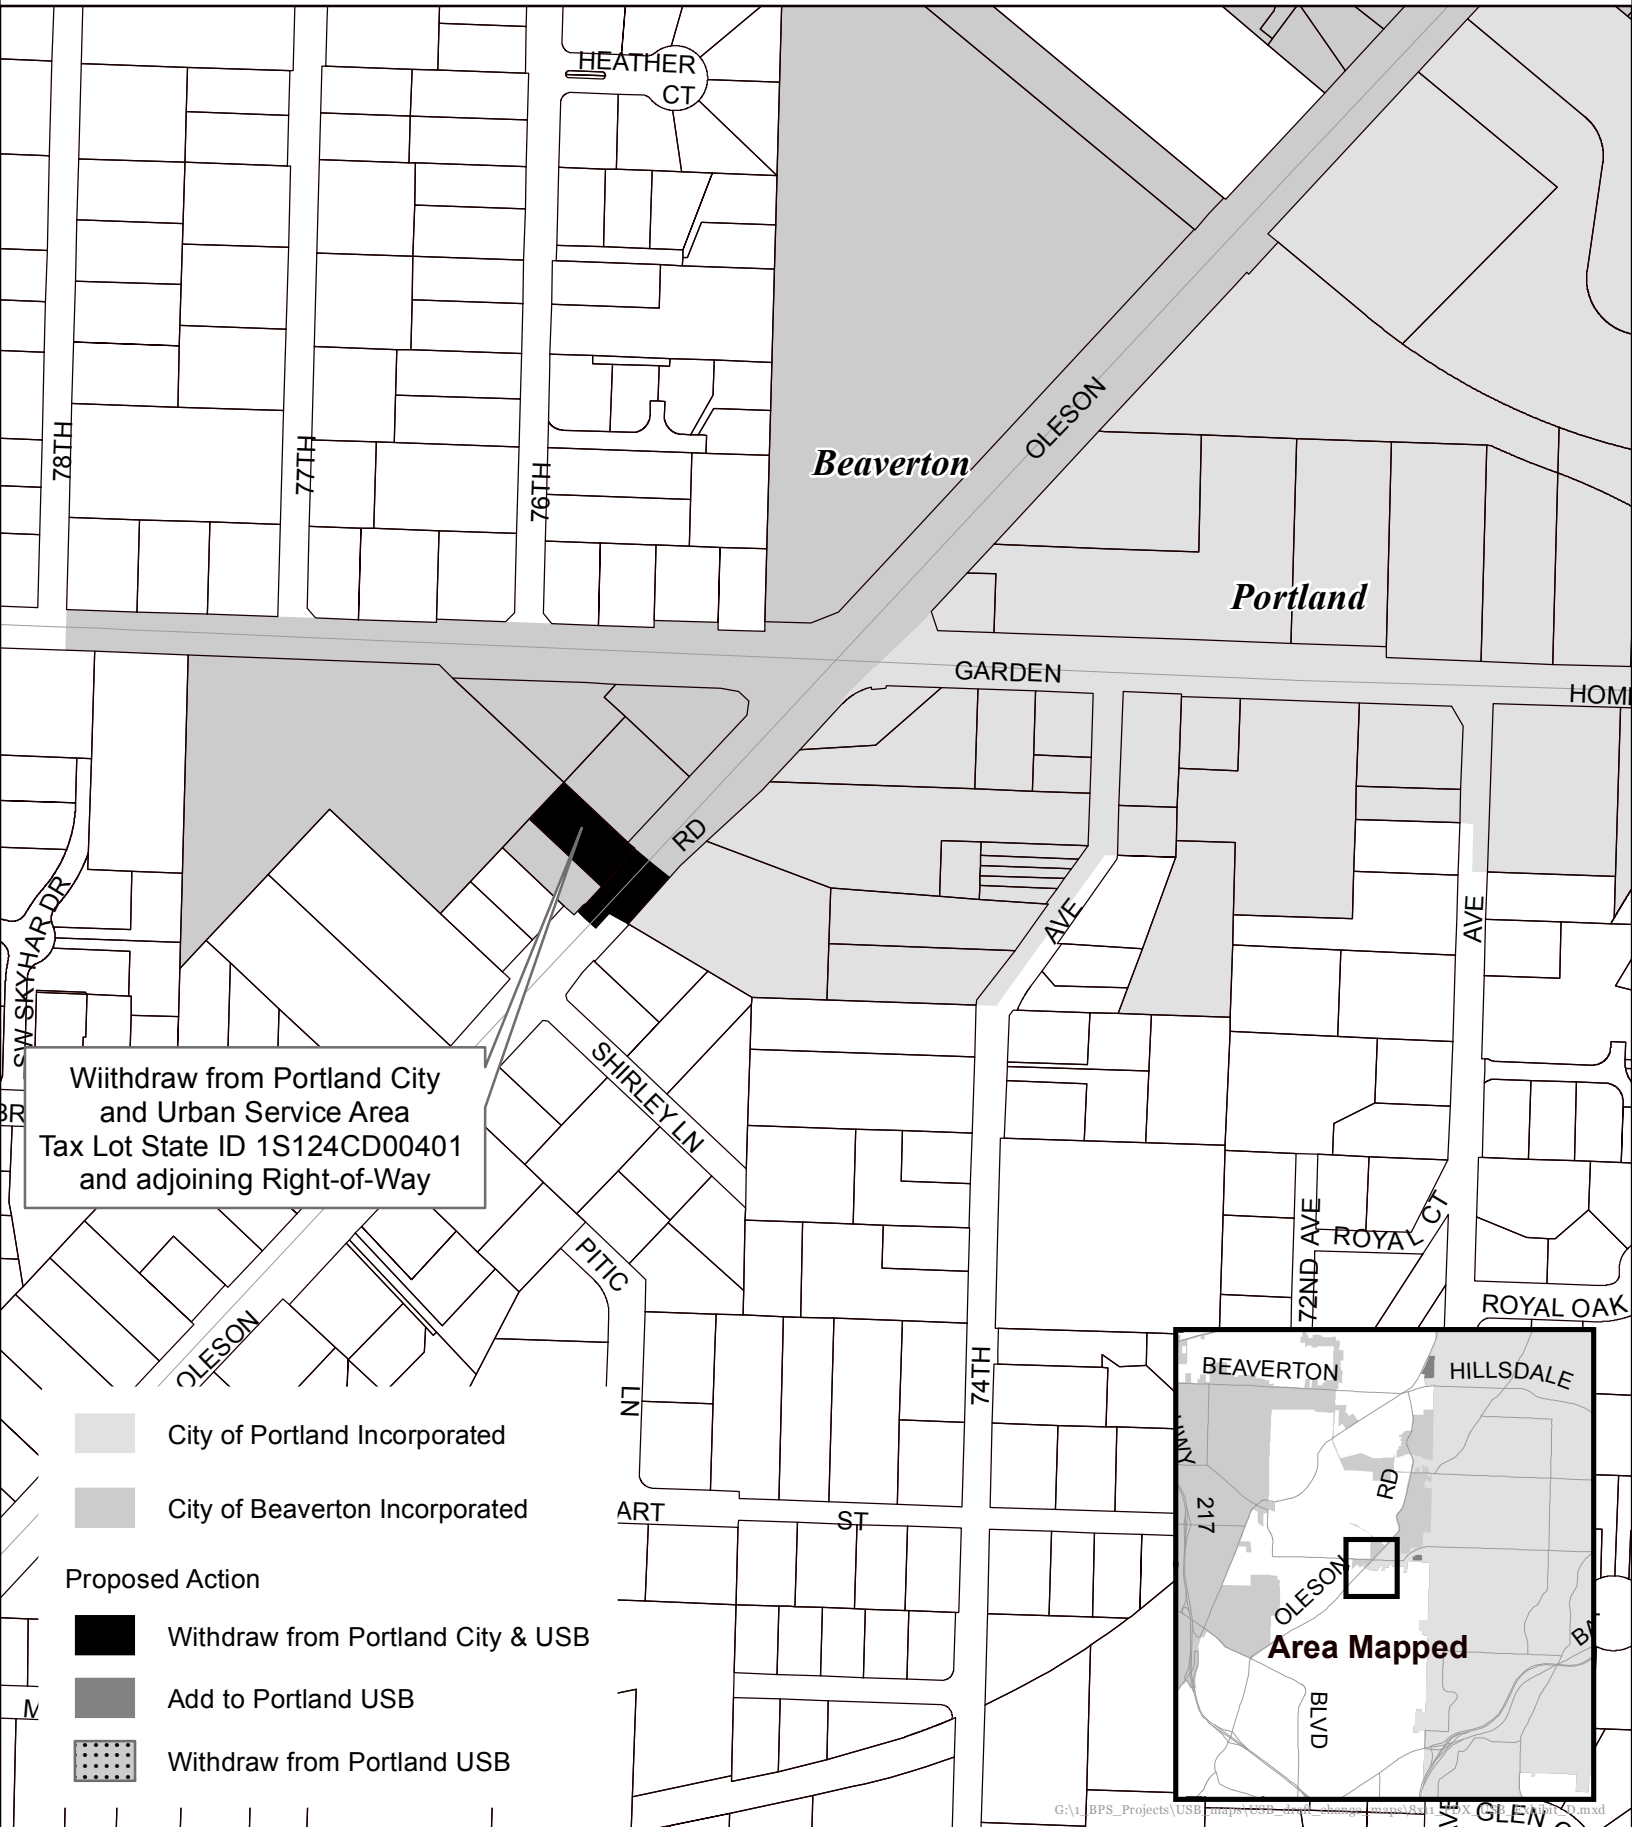 HEATHER
CT
78TH
77TH
76TH
OLESON
Beaverton
Portland
GARDEN
HOM
RD
AVE
AVE
SW SKYHAR DR
Wiithdraw from Portland City
and Urban Service Area
Tax Lot State ID 1S124CD00401
and adjoining Right-of-Way
BR
SHIRLEY LN
PITIC
LN
72ND AVE
ROYAL CT
ROYAL OAK
OLESON
74TH
ART
ST
City of Portland Incorporated
City of Beaverton Incorporated
Proposed Action
Withdraw from Portland City & USB
Add to Portland USB
Withdraw from Portland USB
M
BEAVERTON
HILLSDALE
HWY
217
RD
OLESON
Area Mapped
BLVD
BA
GLEN